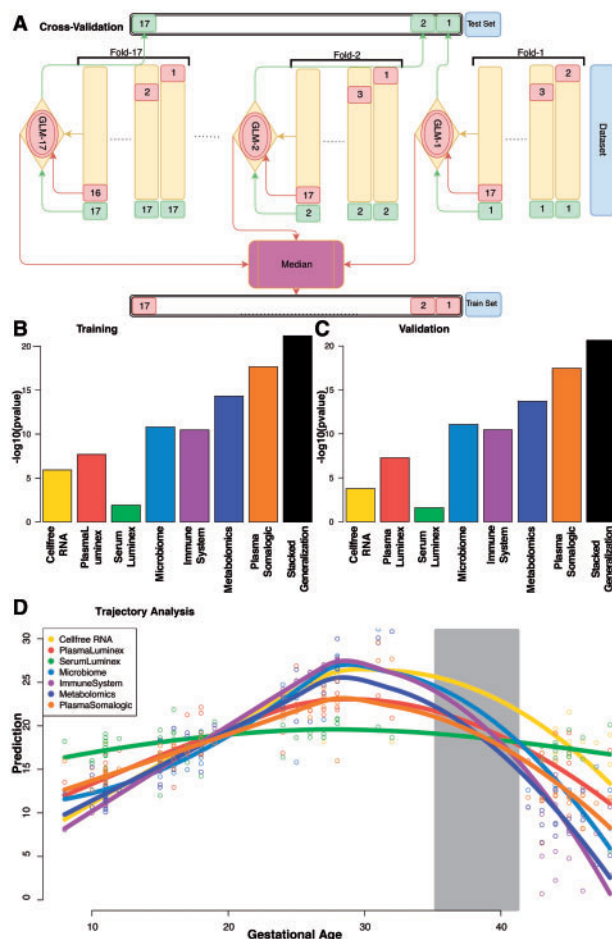 A
Cross-Validation
17
2
1
Test Set
Fold-17
Fold-2
Fold-1
1
2
1
3
2
3
GLM-17
GLM-2
GLM-1
Dataset
16
17
17
17
17
17
2
2
2
1
1
1
Median
17
2
1
Train Set
B
Training
-log10(pvalue)
20
15
10
5
0
Cellfree
RNA
PlasmaL
uminex
Serum
Luminex
Microbiome
Immune
System
Metabolomics
Plasma
Somalogic
Stacked
Generalization
C
Validation
-log10(pvalue)
20
15
10
5
0
Cellfree
RNA
Plasma
Luminex
Serum
Luminex
Microbiome
Immune
System
Metabolomics
Plasma
Somalogic
Stacked
Generalization
D
Trajectory Analysis
Cellfree RNA
PlasmaLuminex
SerumLuminex
Microbiome
ImmuneSystem
Metabolomics
PlasmaSomalogic
Prediction
30
25
20
15
10
5
0
10
20
30
40
Gestational Age